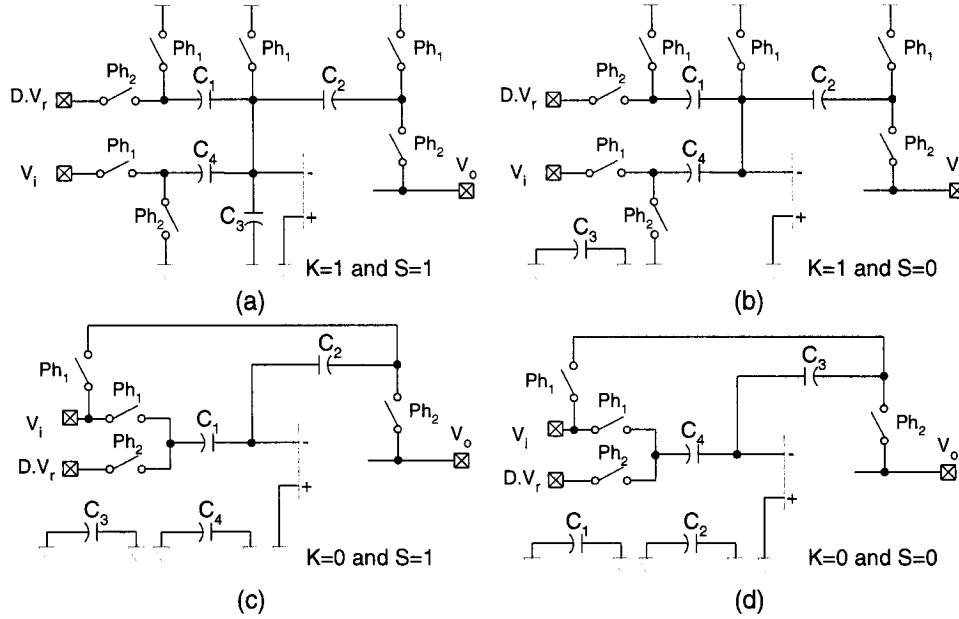 Ph₁
Ph₁
Ph₁
Ph₂
C₁
C₂
D.Vᵣ
Ph₁
C₄
Ph₂
Vᵢ
Vₒ
Ph₂
C₃
-
+
K=1 and S=1
(a)
Ph₁
Ph₁
Ph₁
Ph₂
C₁
C₂
D.Vᵣ
Ph₁
C₄
Ph₂
Vᵢ
V
Ph₂
C₃
-
+
K=1 and S=0
(b)
C₂
Ph₁
Ph₁
Vᵢ
C₁
Ph₂
Ph₂
Vₒ
D.Vᵣ
-
+
C₃
C₄
K=0 and S=1
(c)
C₃
Ph₁
Ph₁
Vᵢ
C₄
Ph₂
Ph₂
Vₒ
D.Vᵣ
-
+
C₁
C₂
K=0 and S=0
(d)